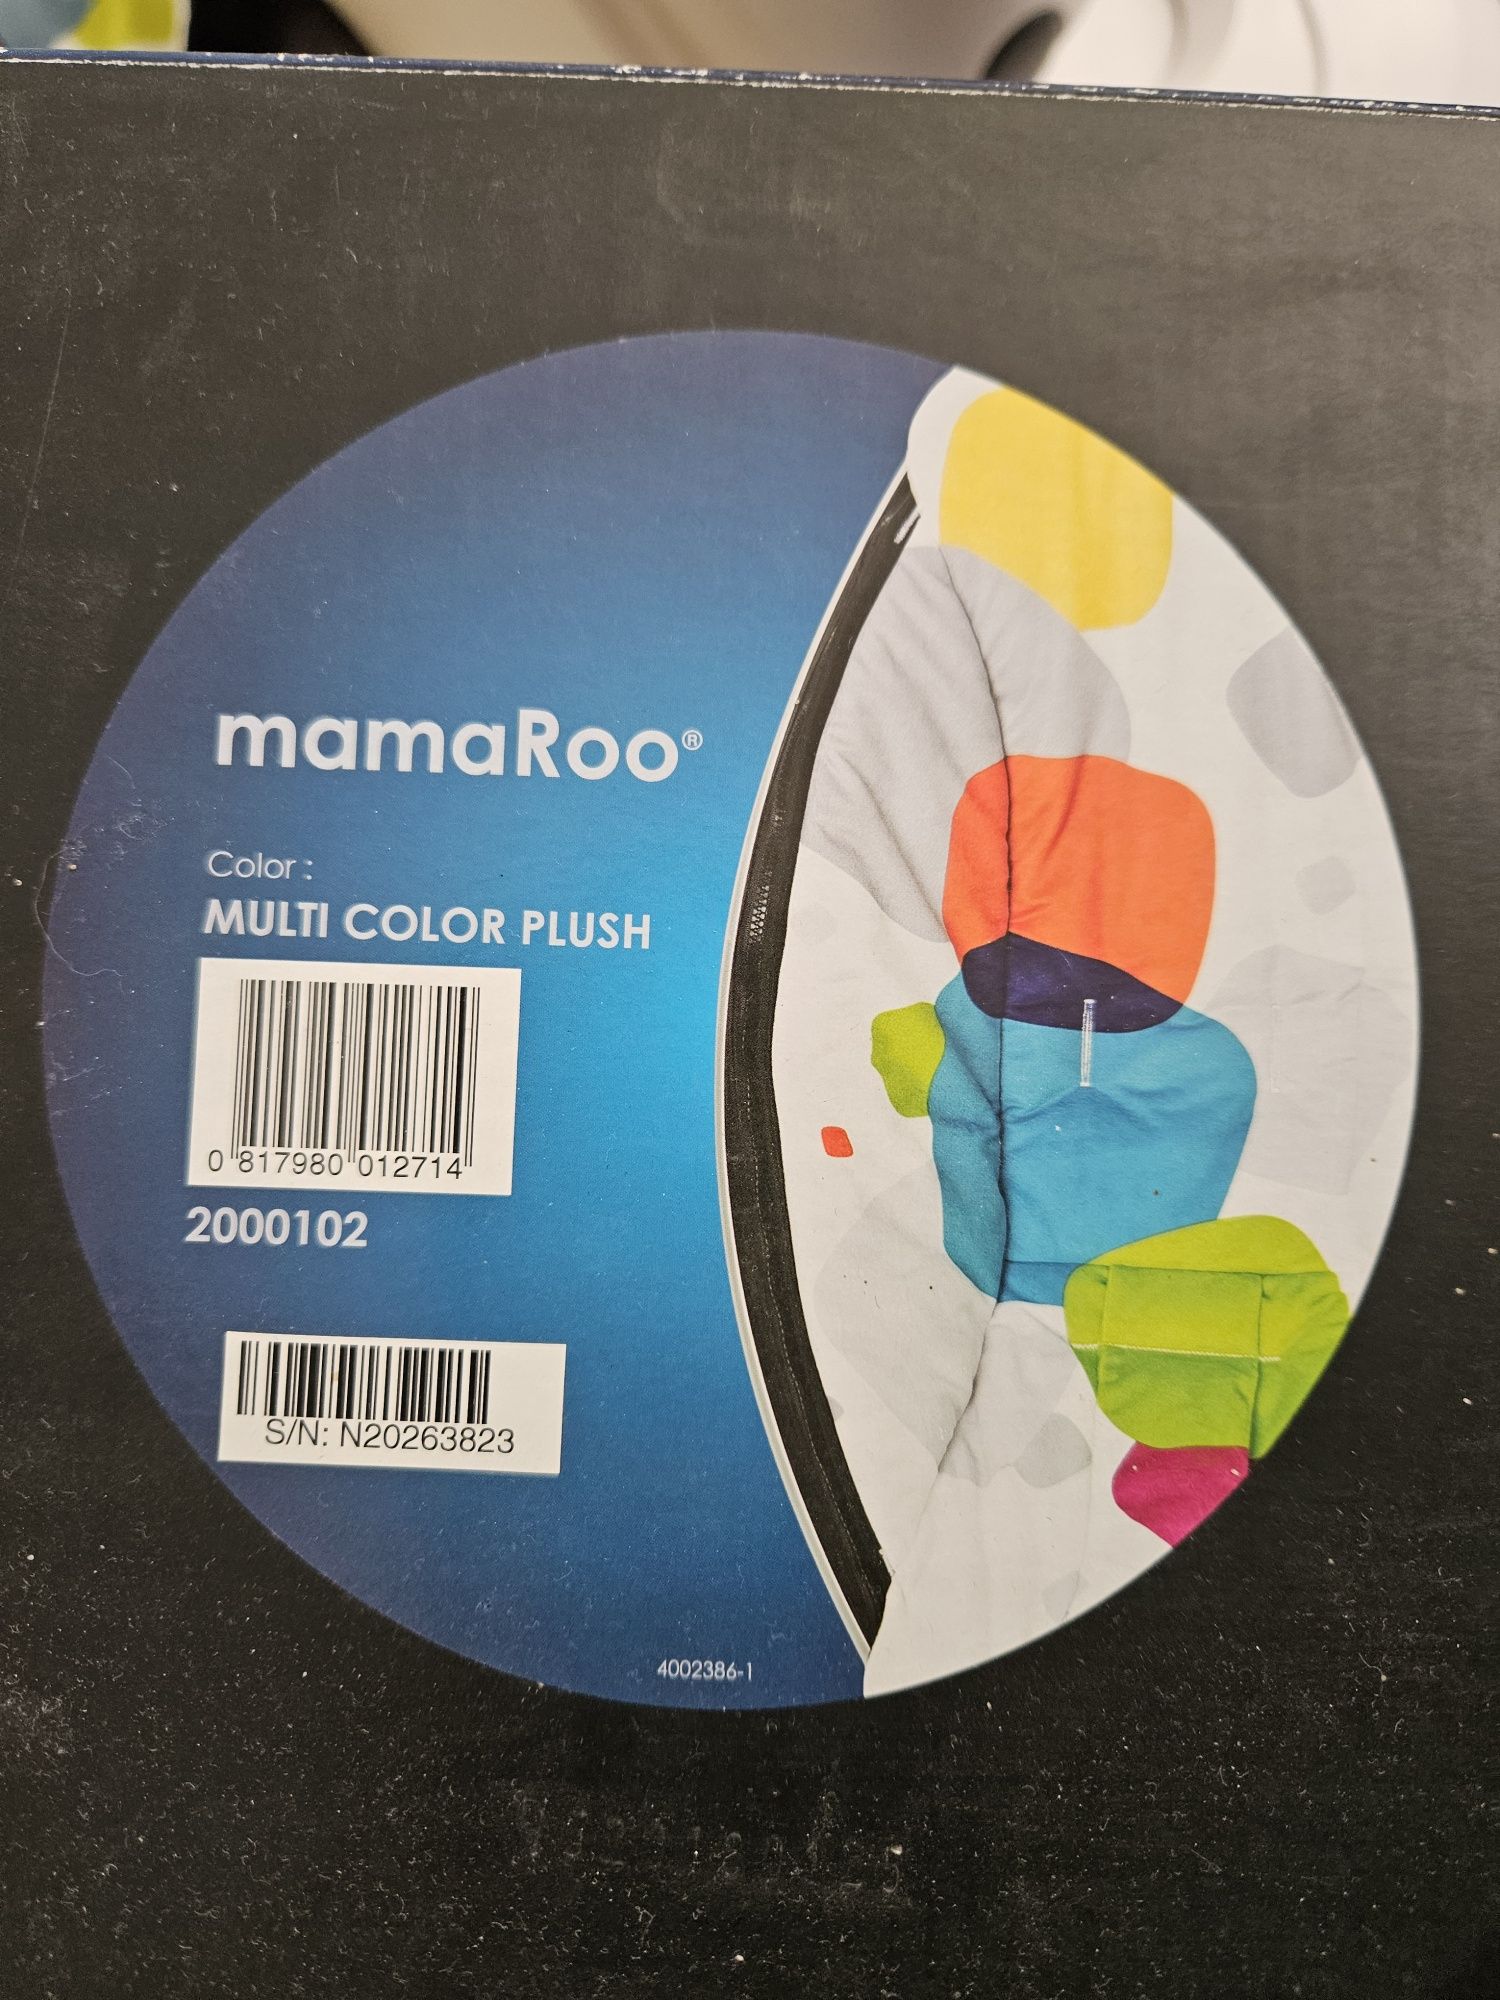 mamaRoo®
Color :
MULTI COLOR PLUSH
0 817980 012714
2000102
S/N: N20263823
4002386-1